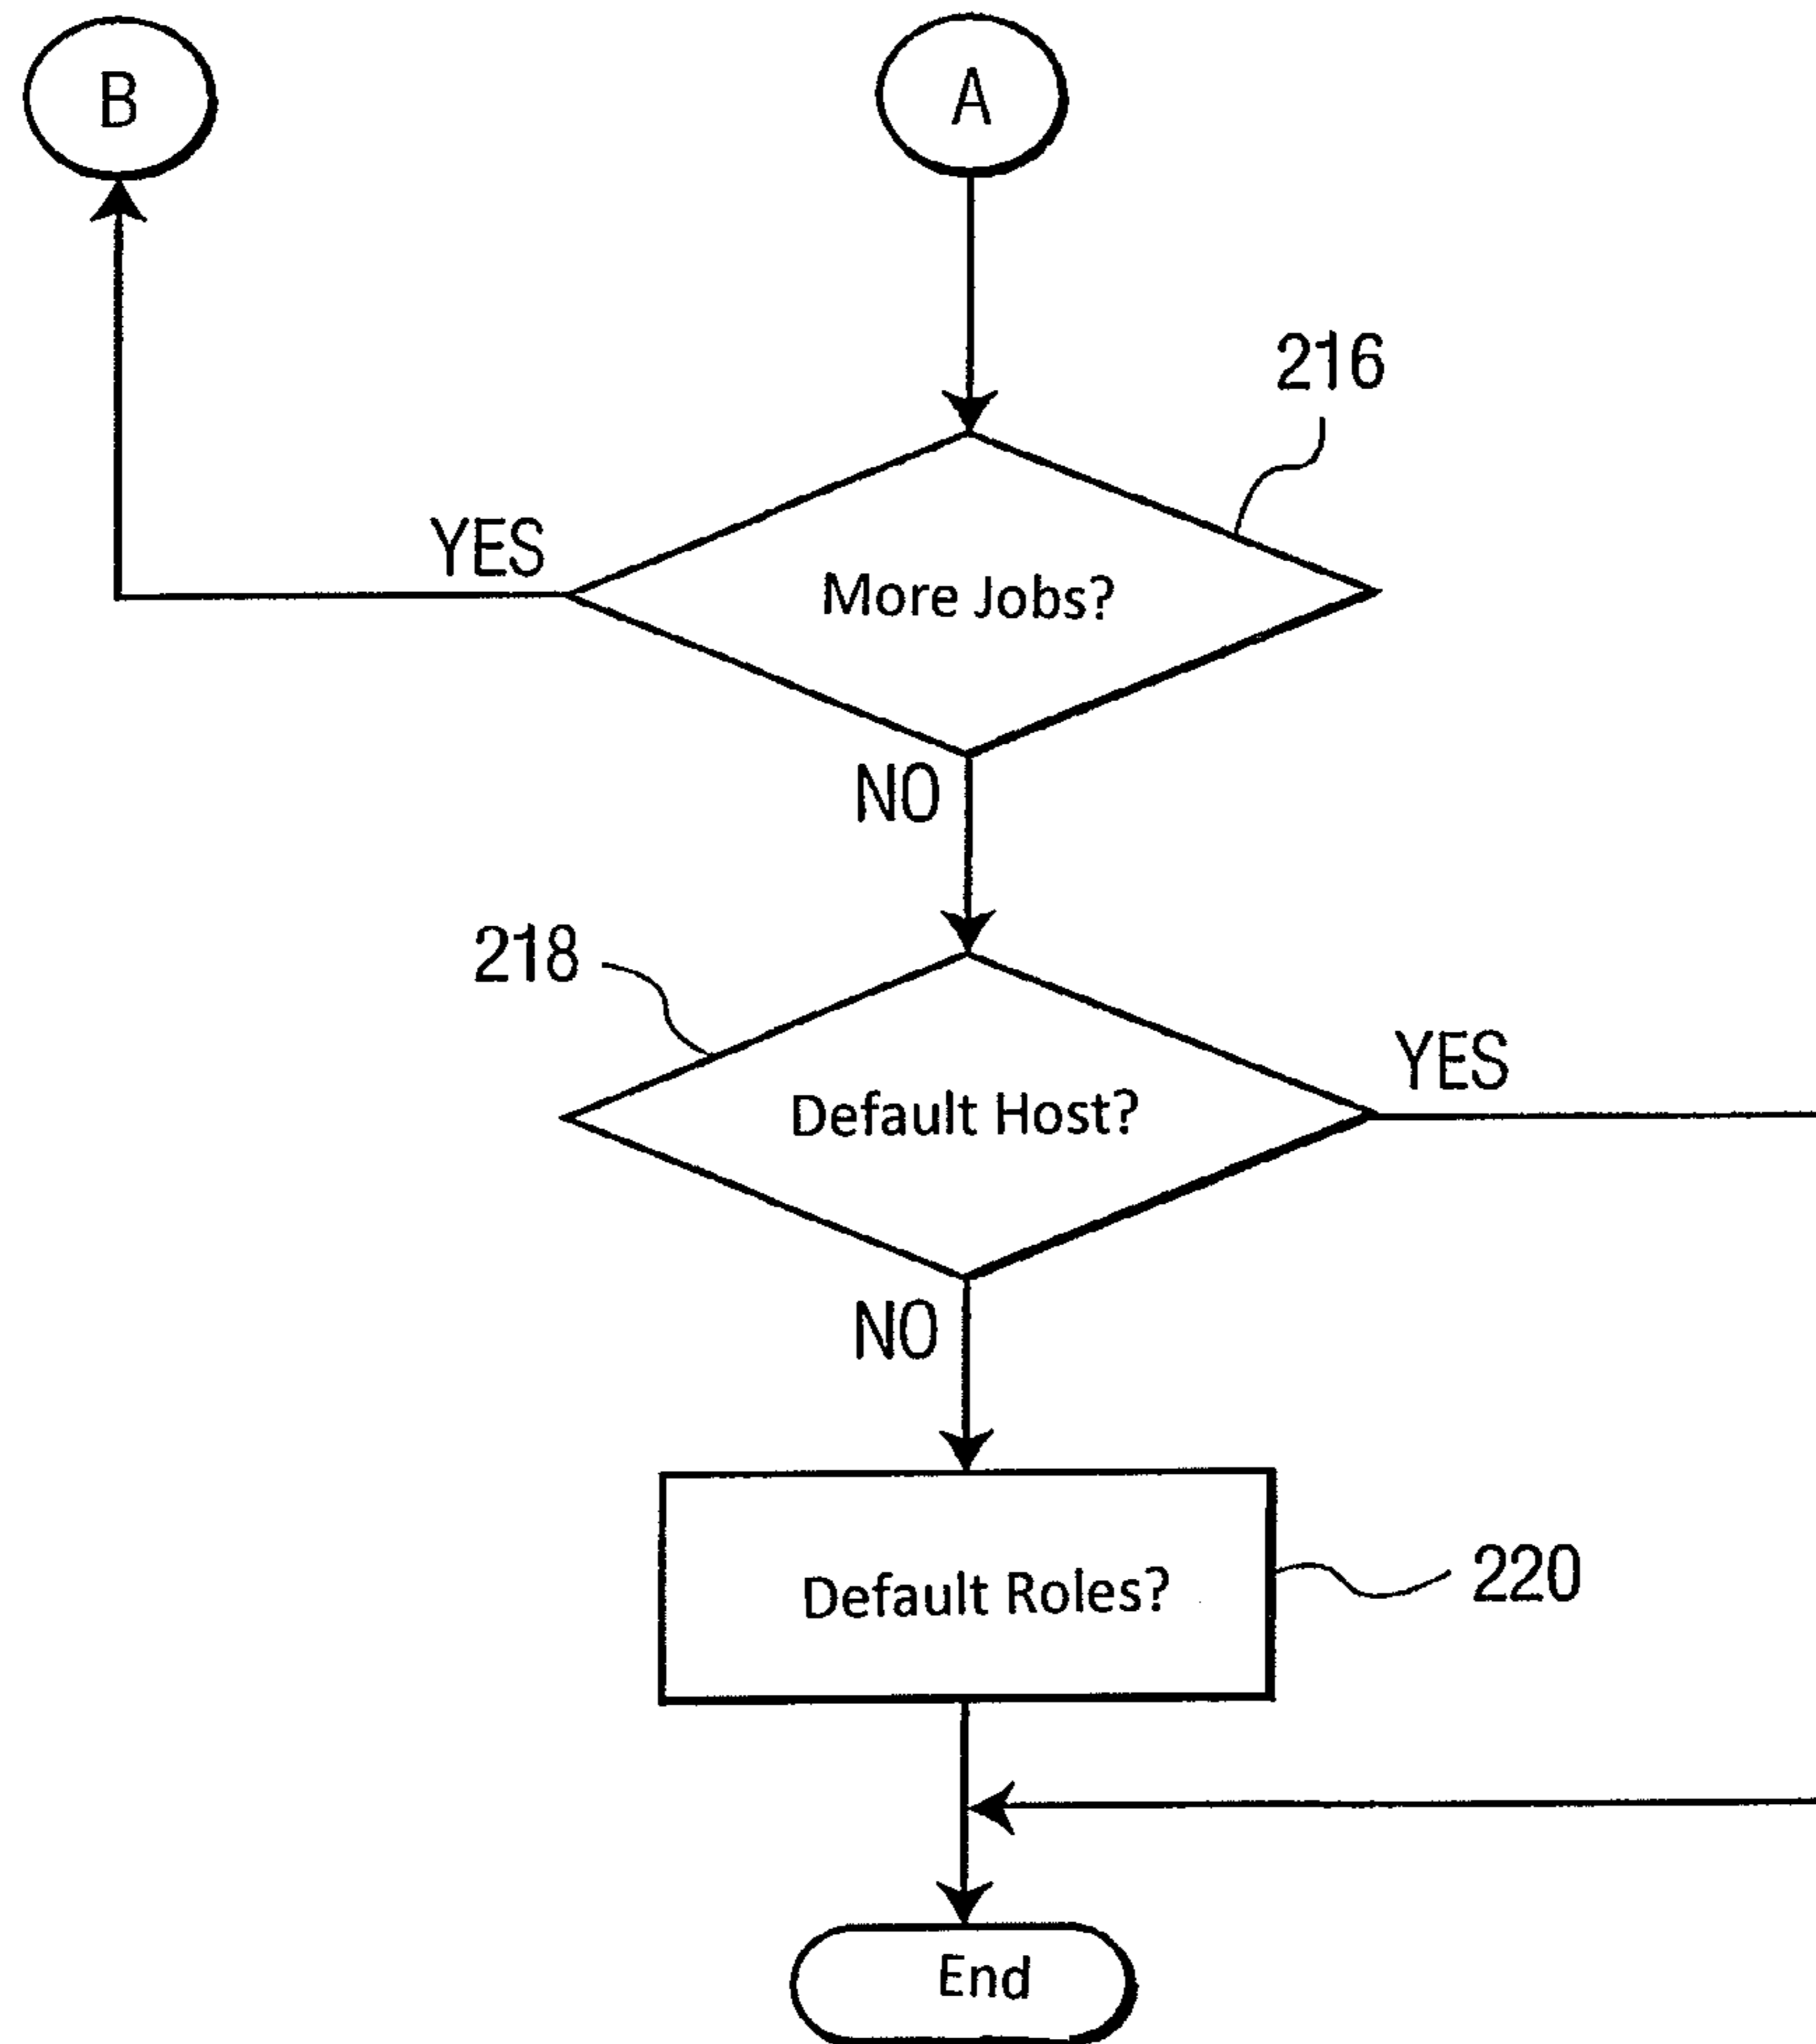 B
A
216
YES
More Jobs?
NO
218
YES
Default Host?
NO
Default Roles?
220
End